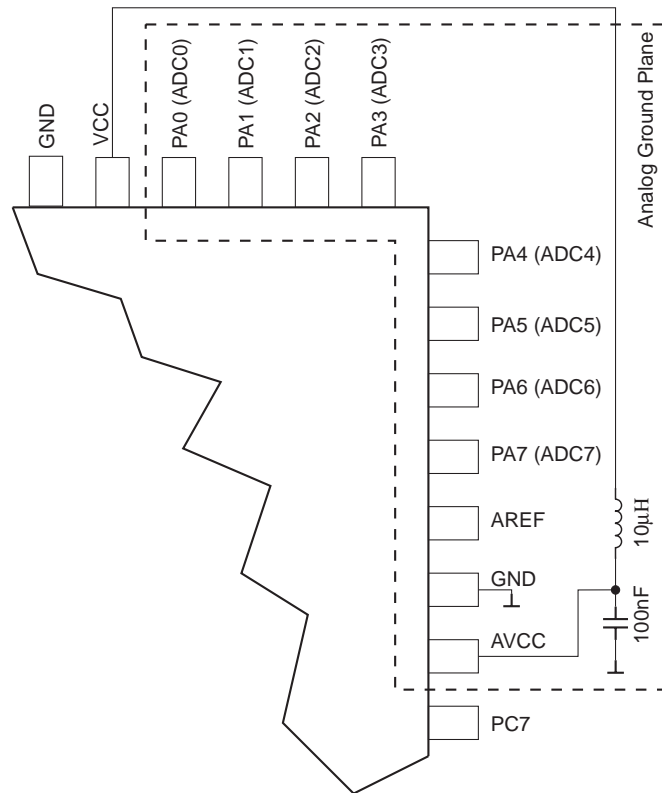 GND
VCC
PA0 (ADC0)
PA1 (ADC1)
PA2 (ADC2)
PA3 (ADC3)
Analog Ground Plane
PA4 (ADC4)
PA5 (ADC5)
PA6 (ADC6)
PA7 (ADC7)
AREF
10μH
GND
AVCC
100nF
PC7